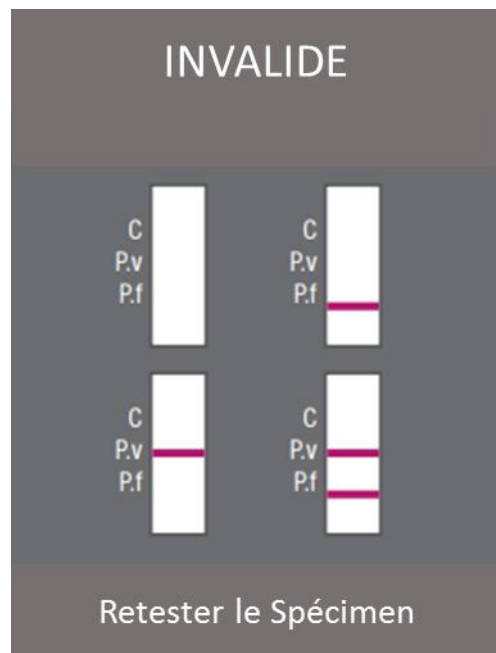 INVALIDE
C
P.v
P.f
C
P.v
P.f
C
P.v
P.f
C
P.v
P.f
Retester le Spécimen